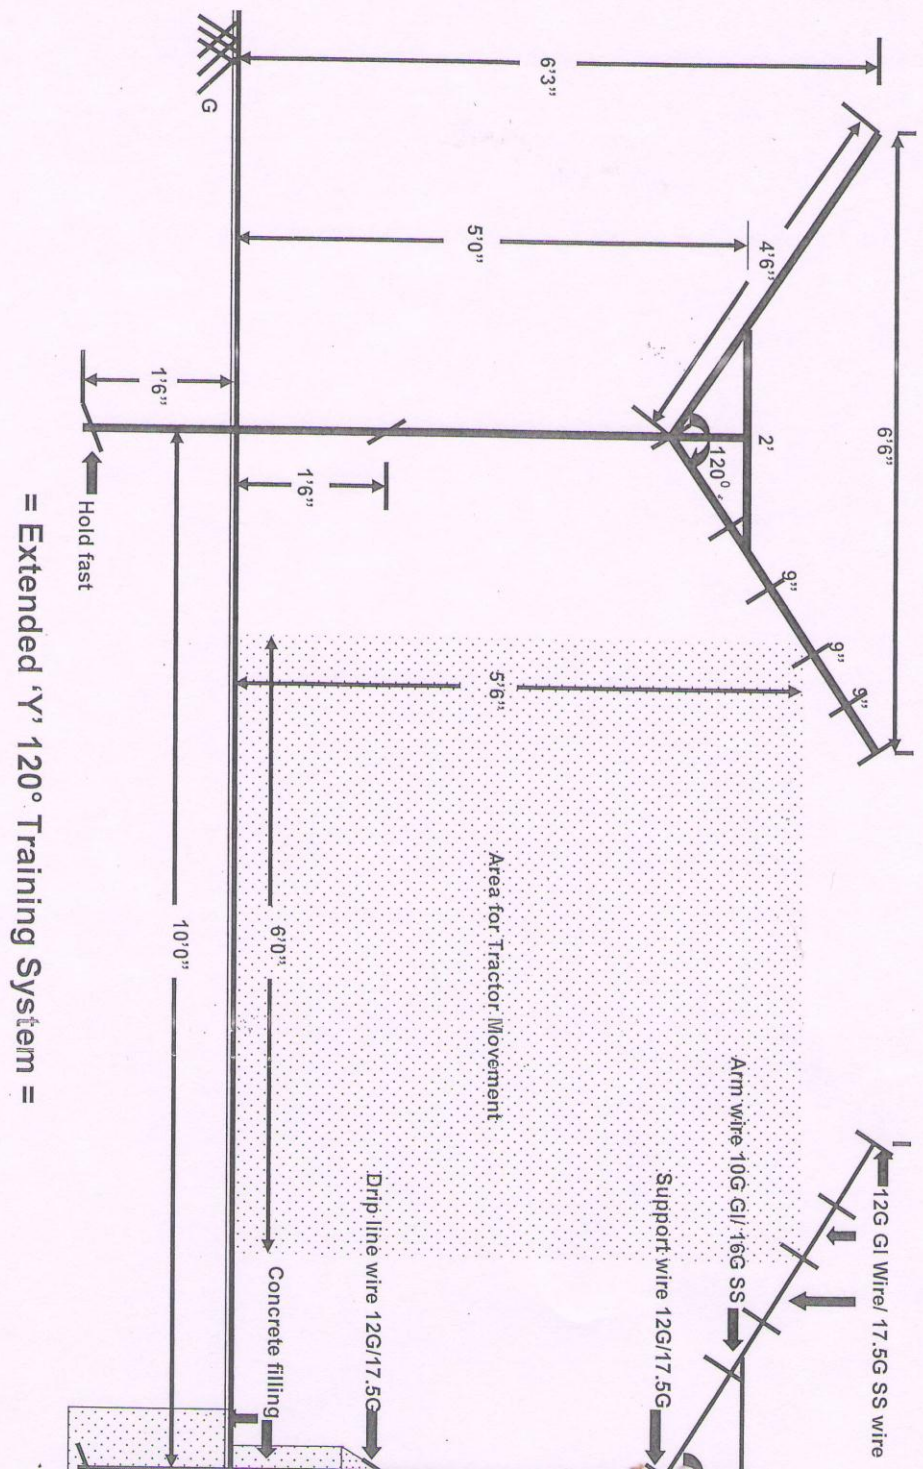 6'3"
6'6"
4'6"
5'0"
2'
120⁰
9"
9"
9"
G
1'6"
1'6"
Hold fast
5'6"
Area for Tractor Movement
6'0"
10'0"
12G GI Wire/ 17.5G SS wire
Arm wire 10G GI/ 16G SS
Support wire 12G/17.5G
Drip line wire 12G/17.5G
Concrete filling
= Extended ‘Y’ 120° Training System =